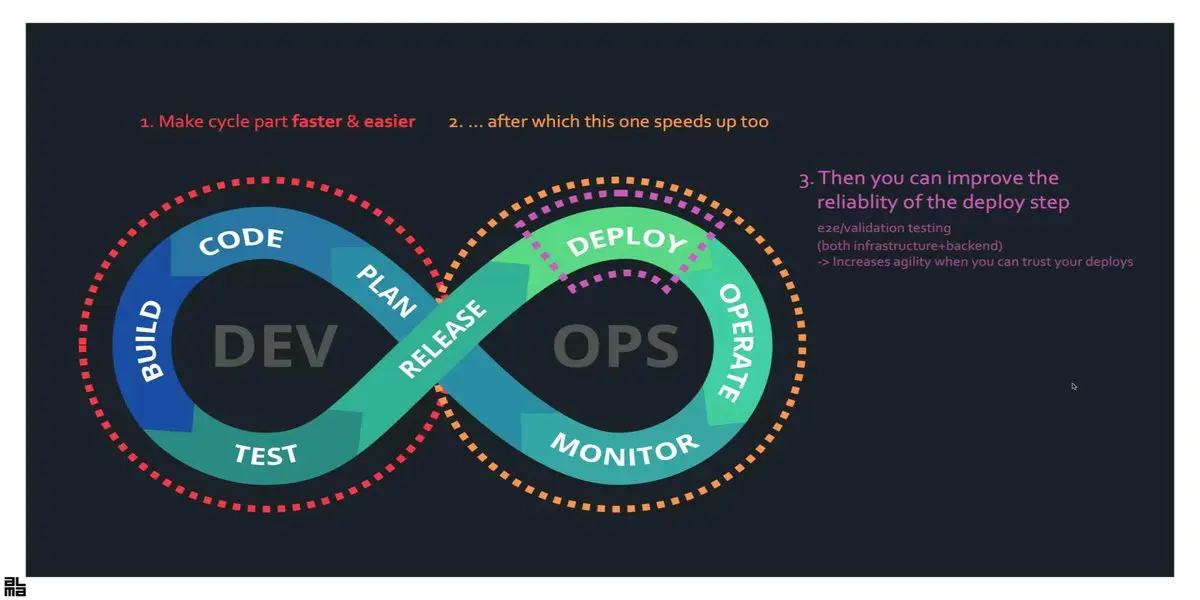 1. Make cycle part faster & easier
2. ... after which this one speeds up too
3. Then you can improve the
reliablity of the deploy step
e2e/validation testing
(both infrastructure+backend)
-> Increases agility when you can trust your deploys
CODE
PLAN
BUILD
DEV
TEST
RELEASE
DEPLOY
OPS
OPERATE
MONITOR
aL
ma